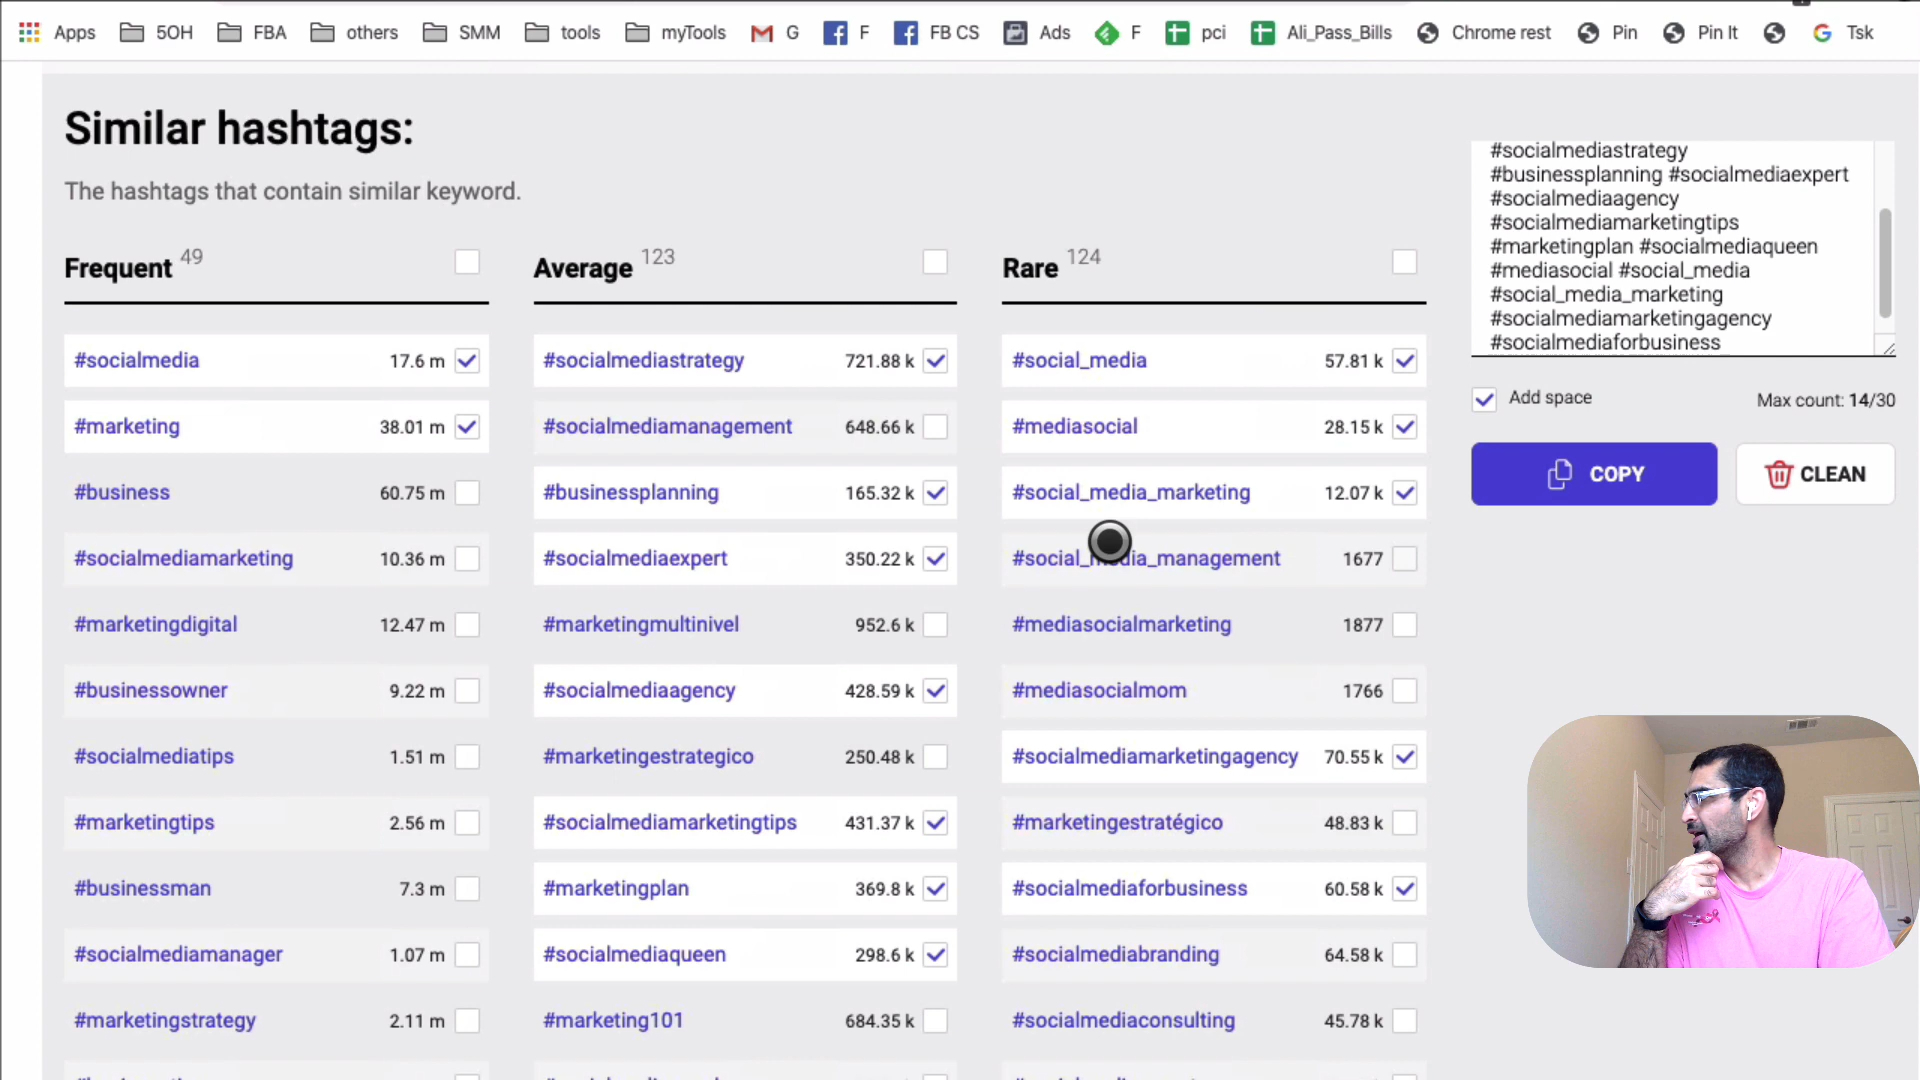 Apps 5OH FBA others SMM tools myTools G F FB CS Ads F pci Ali_Pass_Bills Chrome rest Pin Pin It Tsk
Similar hashtags:
The hashtags that contain similar keyword.
Frequent 49
#socialmedia 17.6 m
#marketing 38.01 m
#business 60.75 m
#socialmediamarketing 10.36 m
#marketingdigital 12.47 m
#businessowner 9.22 m
#socialmediatips 1.51 m
#marketingtips 2.56 m
#businessman 7.3 m
#socialmediamanager 1.07 m
#marketingstrategy 2.11 m
Average 123
#socialmediastrategy 721.88 k
#socialmediamanagement 648.66 k
#businessplanning 165.32 k
#socialmediaexpert 350.22 k
#marketingmultinivel 952.6 k
#socialmediaagency 428.59 k
#marketingestrategico 250.48 k
#socialmediamarketingtips 431.37 k
#marketingplan 369.8 k
#socialmediaqueen 298.6 k
#marketing101 684.35 k
Rare 124
#social_media 57.81 k
#mediasocial 28.15 k
#social_media_marketing 12.07 k
#social_media_management 1677
#mediasocialmarketing 1877
#mediasocialmom 1766
#socialmediamarketingagency 70.55 k
#marketingestratégico 48.83 k
#socialmediaforbusiness 60.58 k
#socialmediabranding 64.58 k
#socialmediaconsulting 45.78 k
#socialmediastrategy
#businessplanning #socialmediaexpert
#socialmediaagency
#socialmediamarketingtips
#marketingplan #socialmediaqueen
#mediasocial #social_media
#social_media_marketing
#socialmediamarketingagency
#socialmediaforbusiness
Add space Max count: 14/30
COPY CLEAN